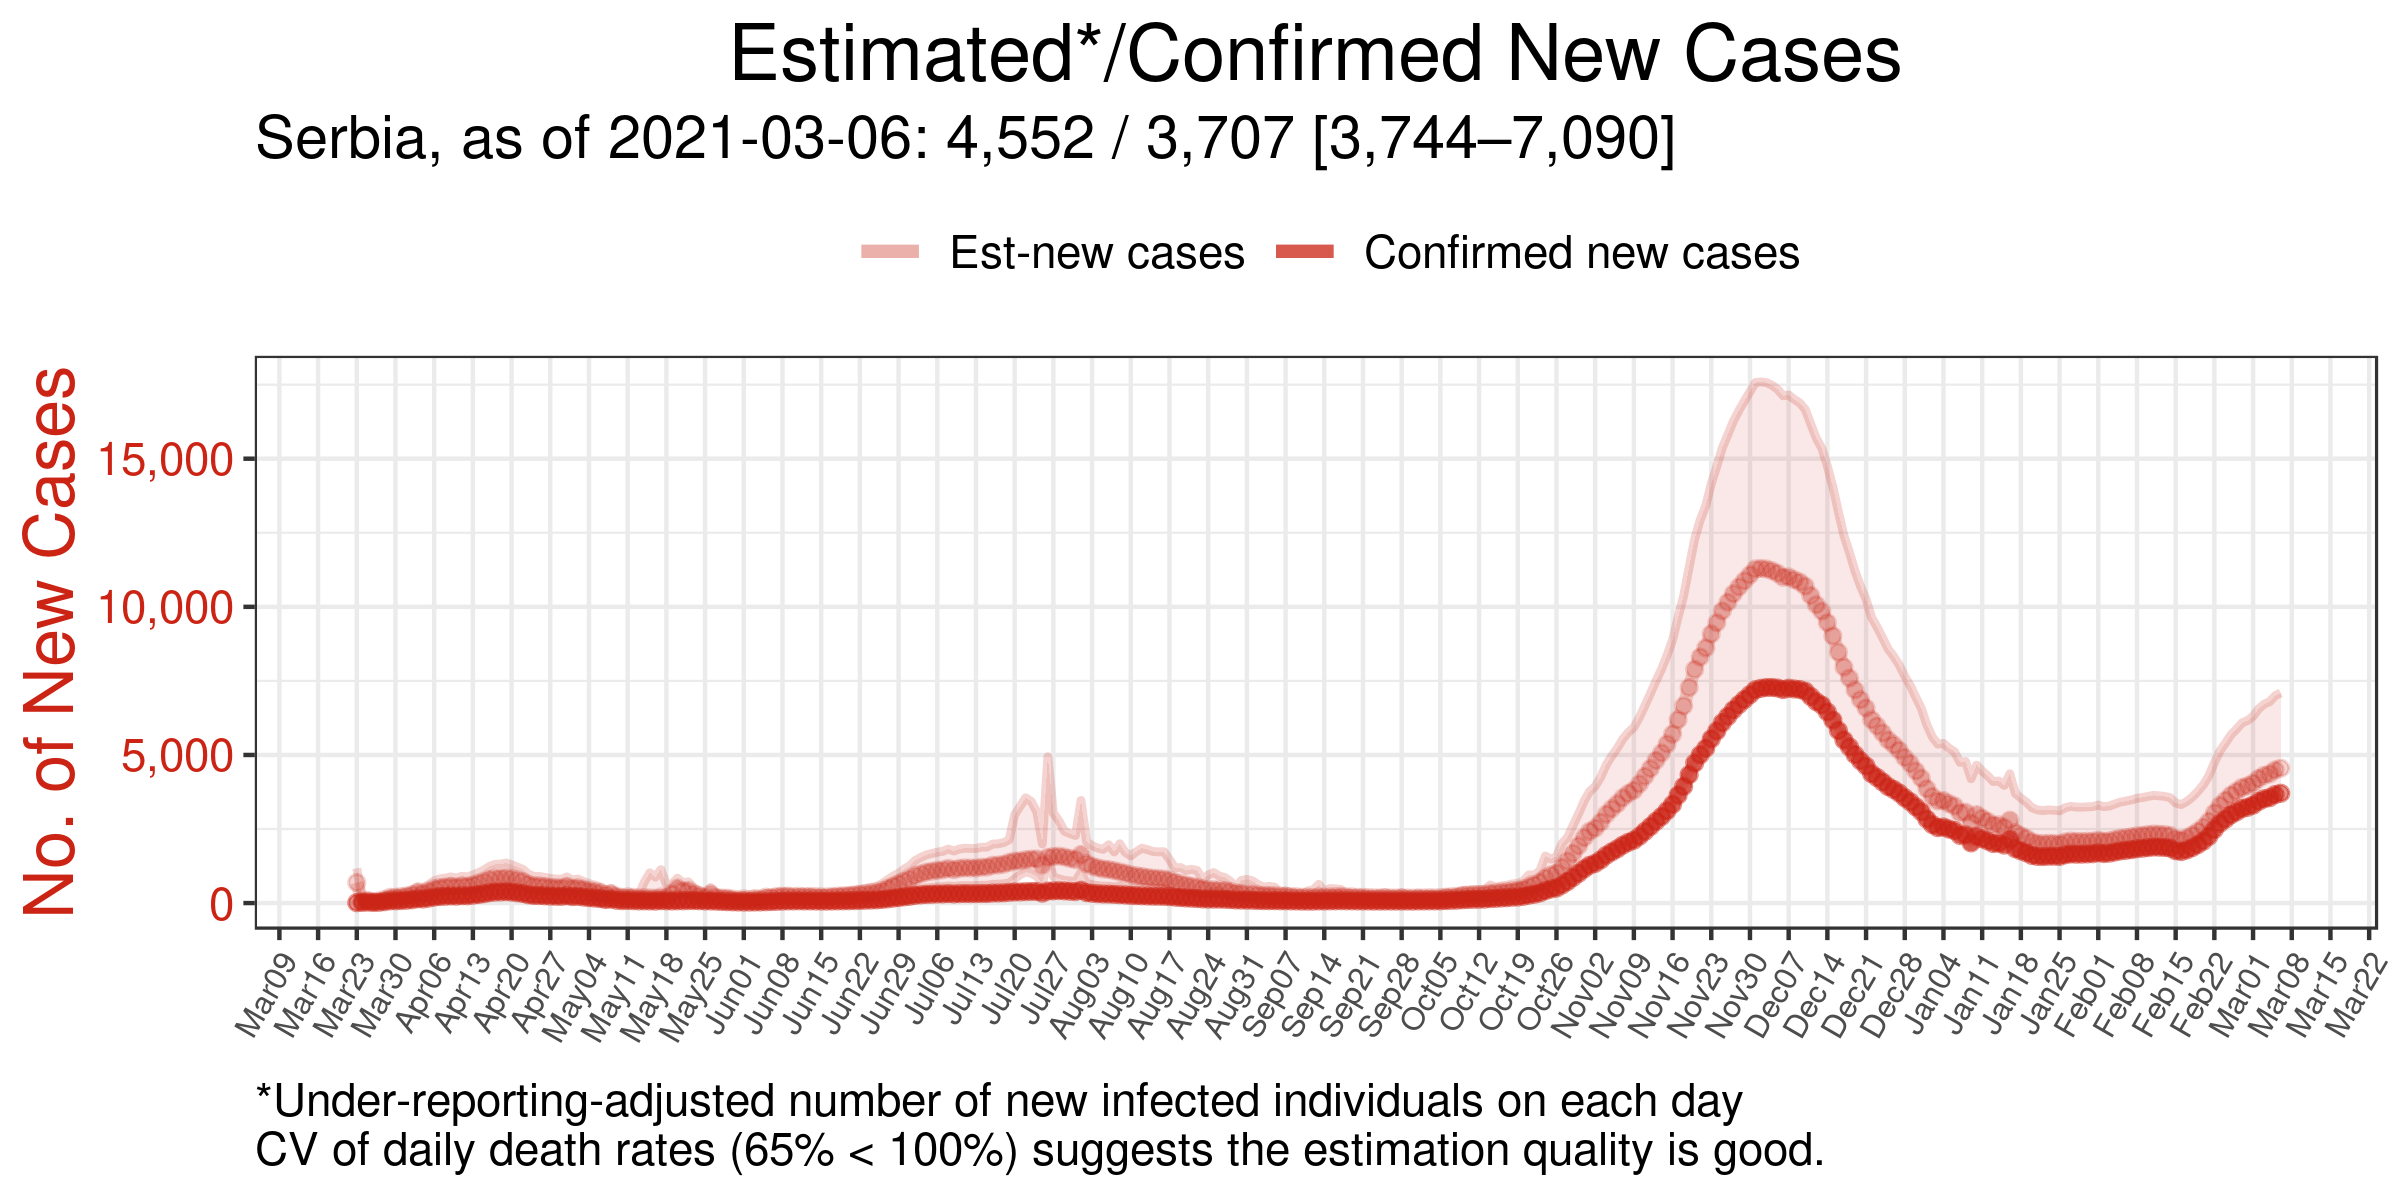 Estimated*/Confirmed New Cases
Serbia, as of 2021-03-06: 4,552 / 3,707 [3,744–7,090]
Est-new cases Confirmed new cases
No. of New Cases
15,000
10,000
5,000
0
Mar09 Mar16 Mar23 Mar30 Apr06 Apr13 Apr20 Apr27 May04 May11 May18 May25 Jun01 Jun08 Jun15 Jun22 Jun29 Jul06 Jul13 Jul20 Jul27 Aug03 Aug10 Aug17 Aug24 Aug31 Sep07 Sep14 Sep21 Sep28 Oct05 Oct12 Oct19 Oct26 Nov02 Nov09 Nov16 Nov23 Nov30 Dec07 Dec14 Dec21 Dec28 Jan04 Jan11 Jan18 Jan25 Feb01 Feb08 Feb15 Feb22 Mar01 Mar08 Mar15 Mar22
*Under-reporting-adjusted number of new infected individuals on each day
CV of daily death rates (65% < 100%) suggests the estimation quality is good.